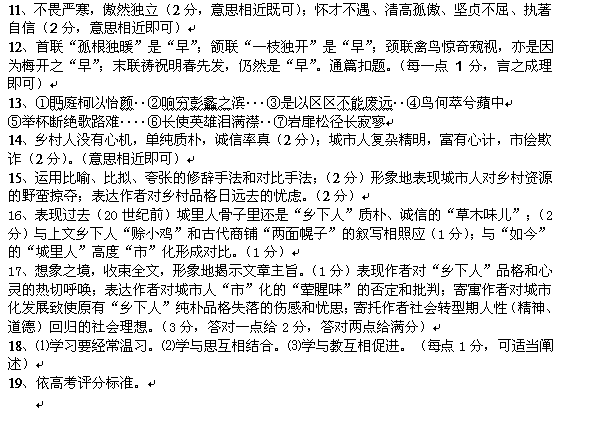 11、不畏严寒，傲然独立（2 分，意思相近既可）；怀才不遇、清高孤傲、坚贞不屈、执著
自信（2 分，意思相近即可）
12、首联“孤根独暖”是“早”；颔联“一枝独开”是“早”；颈联禽鸟惊奇窥视，亦是因
为梅开之“早”；末联祷祝明春先发，仍然是“早”。通篇扣题。（每一点 1 分，言之成理
即可）
13、①眄庭柯以怡颜··②响穷彭蠡之滨···③是以区区不能废远··④鸟何萃兮蘋中
⑤举杯断绝歌路难····⑥长使英雄泪满襟··⑦岩扉松径长寂寥
14、乡村人没有心机，单纯质朴，诚信率真（2 分）；城市人复杂精明，富有心计，市侩欺
诈（2 分）。（意思相近即可）
15、运用比喻、比拟、夸张的修辞手法和对比手法；（2 分）形象地表现城市人对乡村资源
的野蛮掠夺；表达作者对乡村品格日远去的忧虑。（2 分）
16、表现过去（20 世纪前）城里人骨子里还是“乡下人”质朴、诚信的“草木味儿”；（2
分）与上文乡下人“赊小鸡”和古代商铺“两面幌子”的叙写相照应（1 分）；与“如今”
的“城里人”高度“市”化形成对比。（1 分）
17、想象之境，收束全文，形象地揭示文章主旨。（1 分）表现作者对“乡下人”品格和心
灵的热切呼唤；表达作者对城市人“市”化的“荤腥味”的否定和批判；寄寓作者对城市
化发展致使原有“乡下人”纯朴品格失落的伤感和忧思；寄托作者社会转型期人性（精神、
道德）回归的社会理想。（3 分，答对一点给 2 分，答对两点给满分）
18、⑴学习要经常温习。⑵学与思互相结合。⑶学与教互相促进。（每点 1 分，可适当阐
述）
19、依高考评分标准。